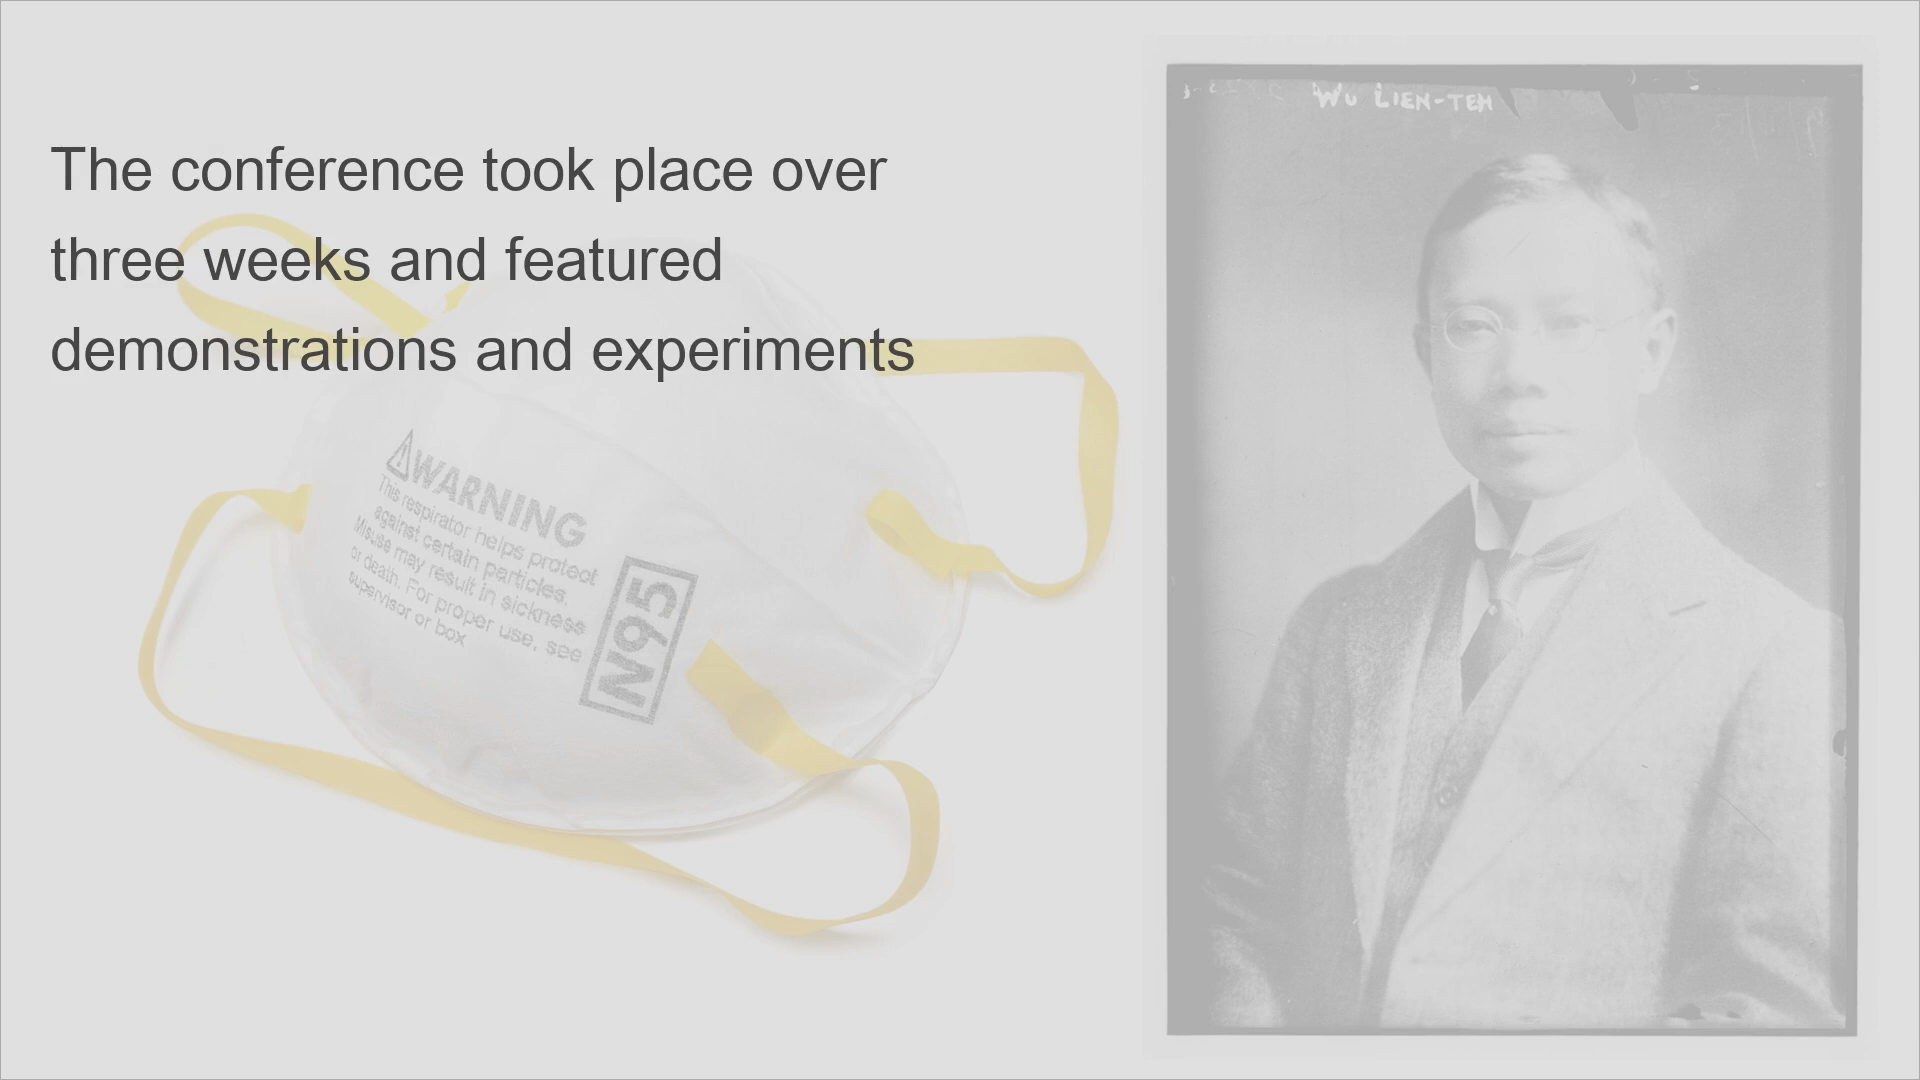 The conference took place over
three weeks and featured
demonstrations and experiments
WARNING
This respirator helps protect
against certain particles.
Misuse may result in sickness
or death. For proper use, see
supervisor or box
N95
WU LIEN-TEH